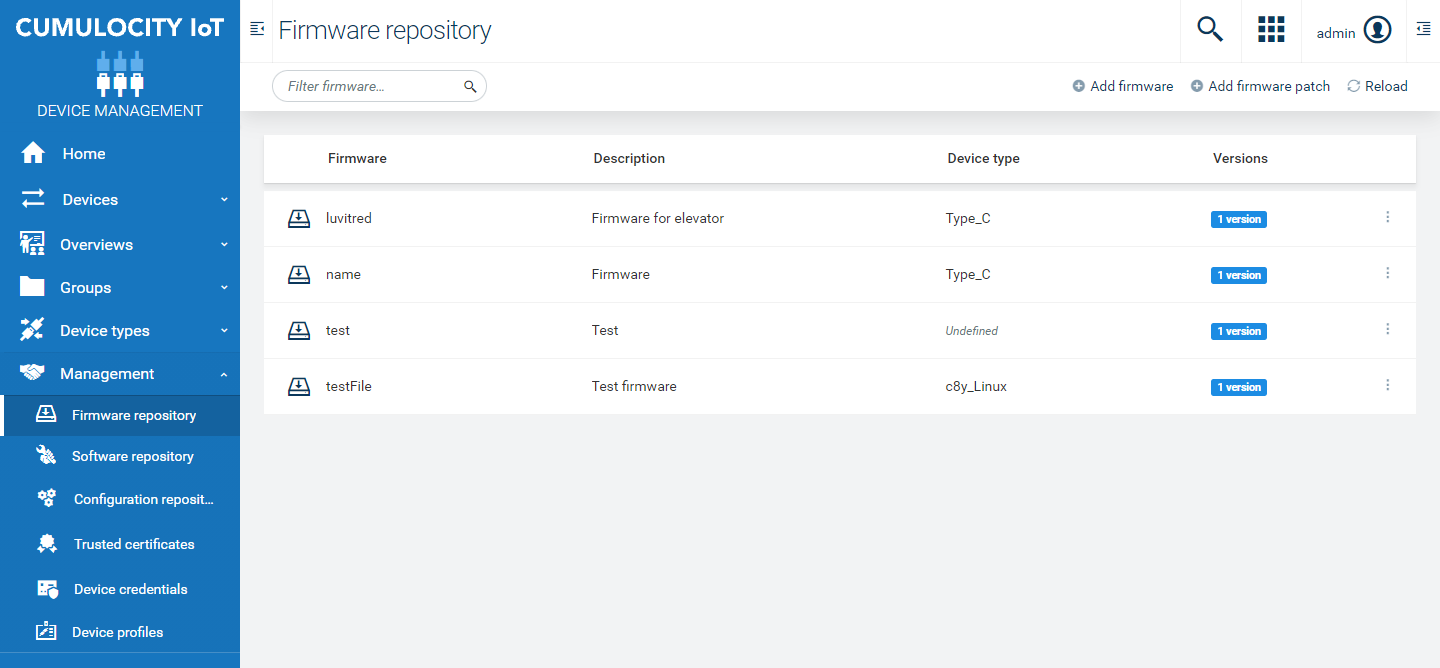 CUMULOCITY IoT
DEVICE MANAGEMENT
Home
Devices
Overviews
Groups
Device types
Management
Firmware repository
Software repository
Configuration reposit...
Trusted certificates
Device credentials
Device profiles
Firmware repository
admin
Filter firmware...
Add firmware
Add firmware patch
Reload
Firmware Description Device type Versions
luvitred Firmware for elevator Type_C 1 version
name Firmware Type_C 1 version
test Test Undefined 1 version
testFile Test firmware c8y_Linux 1 version